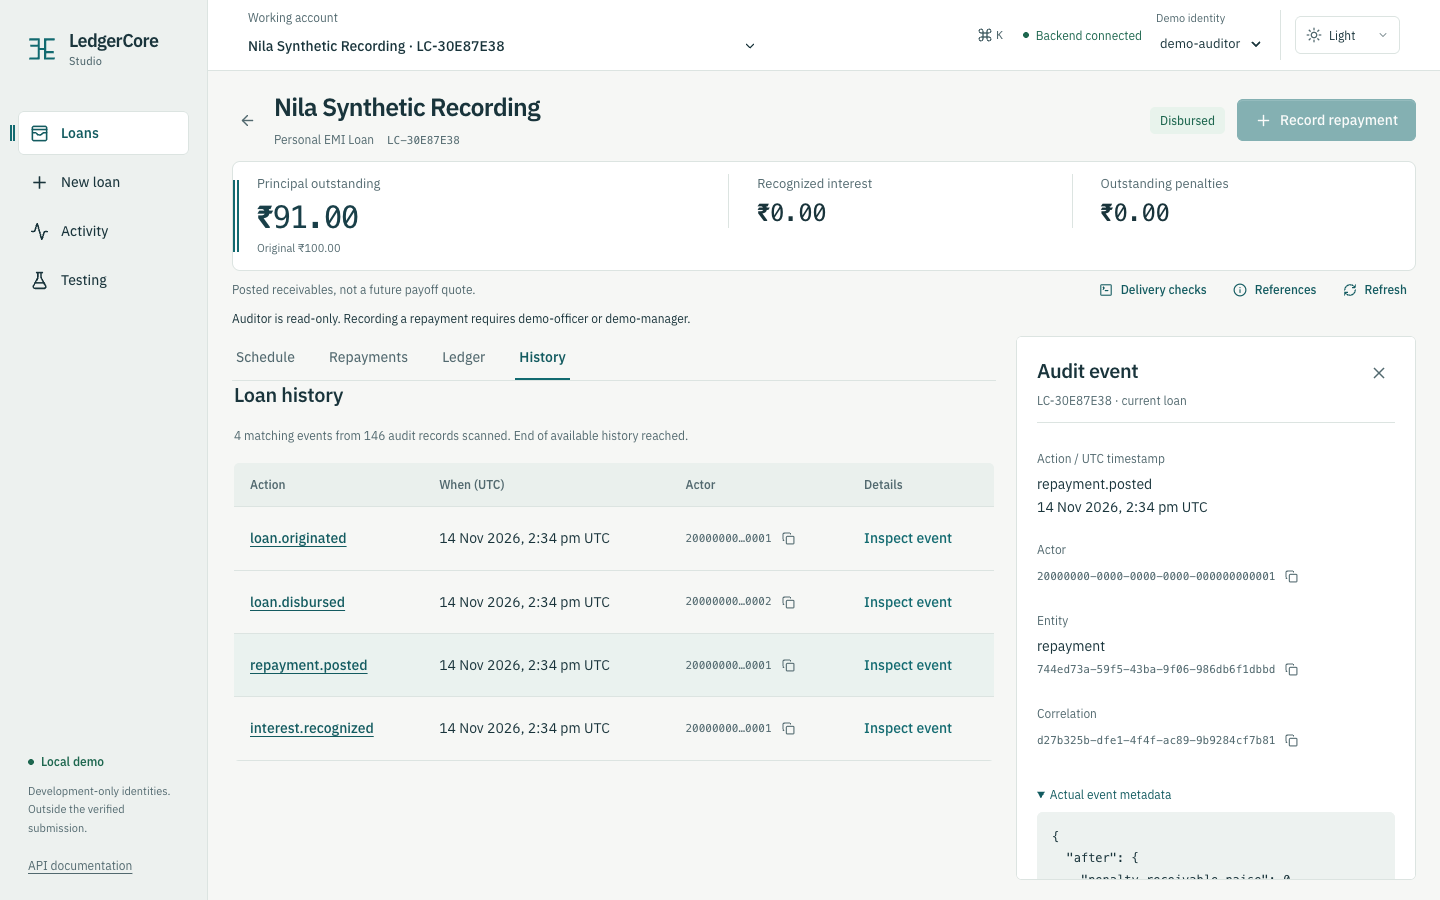 LedgerCore
Studio
Loans
New loan
Activity
Testing
Local demo
Development-only identities.
Outside the verified
submission.
API documentation
Working account
Nila Synthetic Recording · LC-30E87E38
⌘ K
Backend connected
Demo identity
demo-auditor
Light
Nila Synthetic Recording
Personal EMI Loan LC-30E87E38
Disbursed
Record repayment
Principal outstanding
₹91.00
Original ₹100.00
Recognized interest
₹0.00
Outstanding penalties
₹0.00
Posted receivables, not a future payoff quote.
Delivery checks
References
Refresh
Auditor is read-only. Recording a repayment requires demo-officer or demo-manager.
Schedule Repayments Ledger History
Loan history
4 matching events from 146 audit records scanned. End of available history reached.
Action When (UTC) Actor Details
loan.originated 14 Nov 2026, 2:34 pm UTC 20000000…0001 Inspect event
loan.disbursed 14 Nov 2026, 2:34 pm UTC 20000000…0002 Inspect event
repayment.posted 14 Nov 2026, 2:34 pm UTC 20000000…0001 Inspect event
interest.recognized 14 Nov 2026, 2:34 pm UTC 20000000…0001 Inspect event
Audit event
LC-30E87E38 · current loan
Action / UTC timestamp
repayment.posted
14 Nov 2026, 2:34 pm UTC
Actor
20000000-0000-0000-0000-000000000001
Entity
repayment
744ed73a-59f5-43ba-9f06-986db6f1dbbd
Correlation
d27b325b-dfe1-4f4f-ac89-9b9284cf7b81
▼ Actual event metadata
{
"after": {
"penalty_receivable_paise": 0